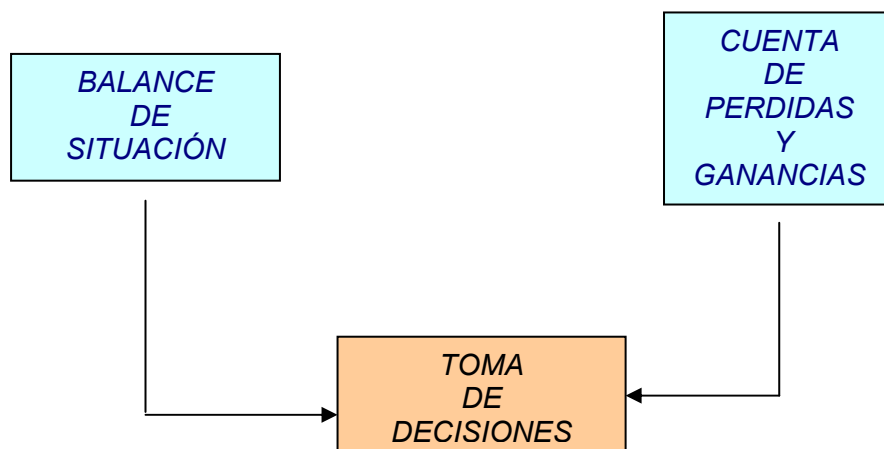 BALANCE
DE
SITUACIÓN
CUENTA
DE
PERDIDAS
Y
GANANCIAS
TOMA
DE
DECISIONES